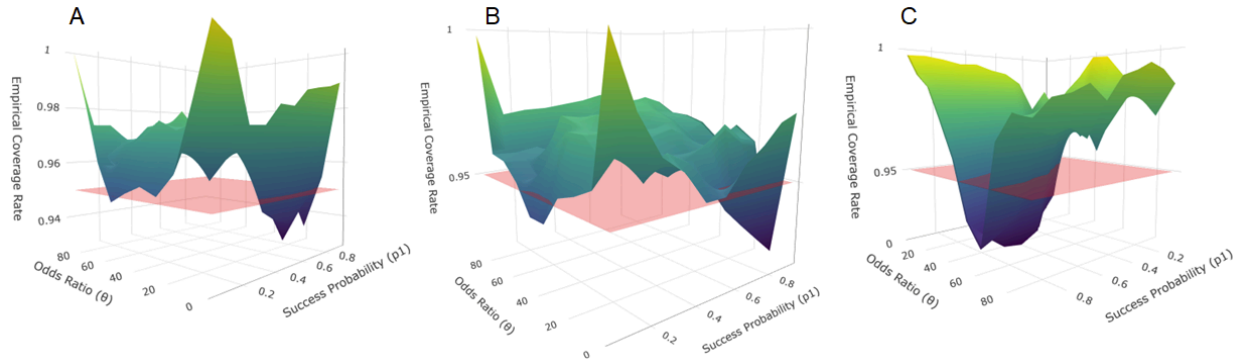 A
1
0.98
0.96
0.94
Empirical Coverage Rate
80
60
40
20
0
Odds Ratio (θ)
0.2
0.4
0.6
0.8
Success Probability (p1)
B
1
0.95
Empirical Coverage Rate
80
60
40
20
Odds Ratio (θ)
0
0.2
0.4
0.6
0.8
Success Probability (p1)
C
1
0.95
Empirical Coverage Rate
0
20
40
60
80
Odds Ratio (θ)
0.2
0.4
0.6
0.8
Success Probability (p1)